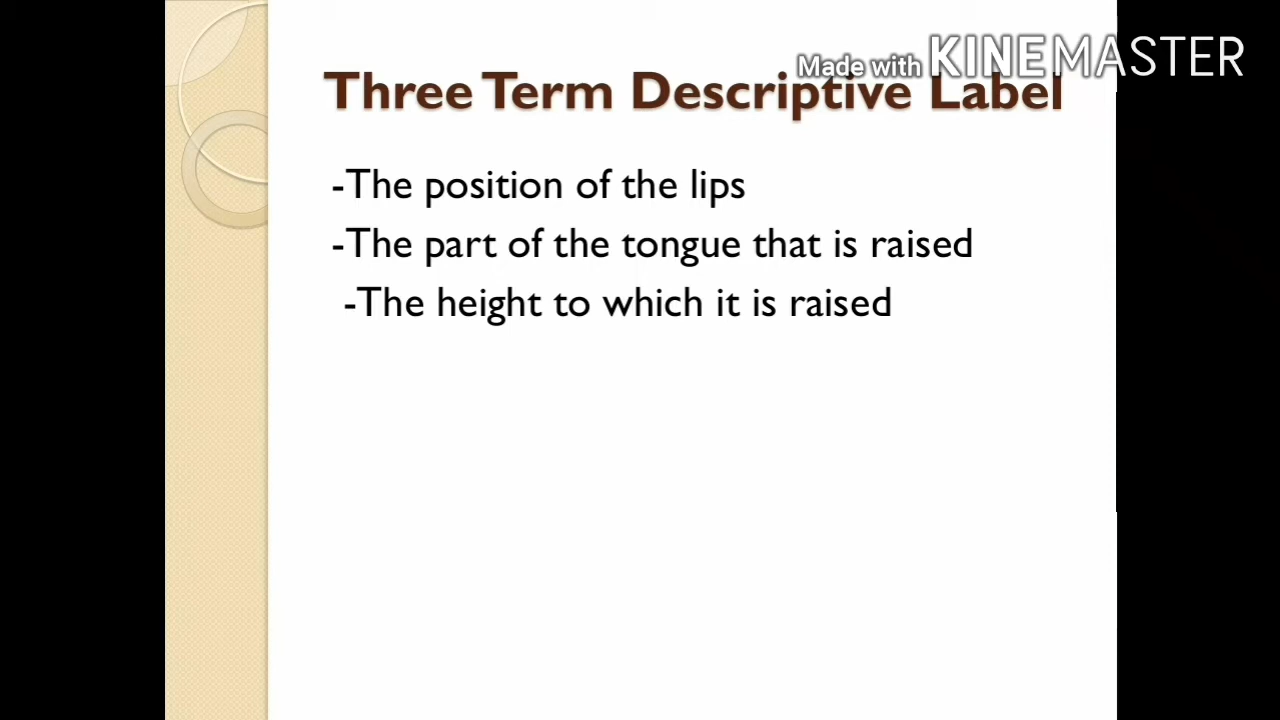 Made with KINEMASTER
Three Term Descriptive Label
-The position of the lips
-The part of the tongue that is raised
-The height to which it is raised